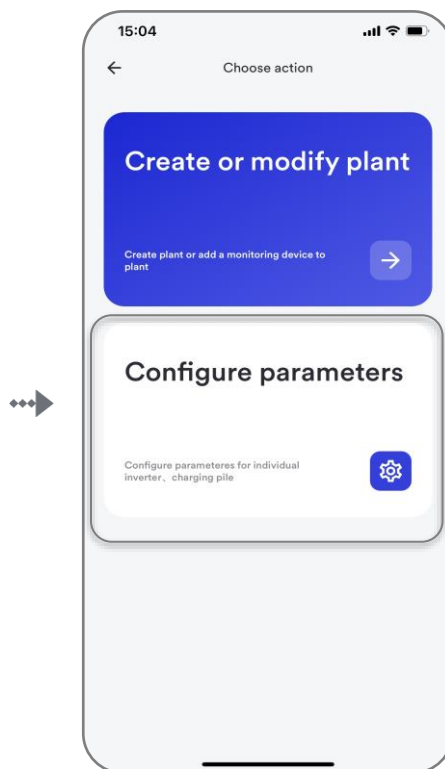 15:04
Choose action
Create or modify plant
Create plant or add a monitoring device to
plant
Configure parameters
Configure parameteres for individual
inverter、charging pile